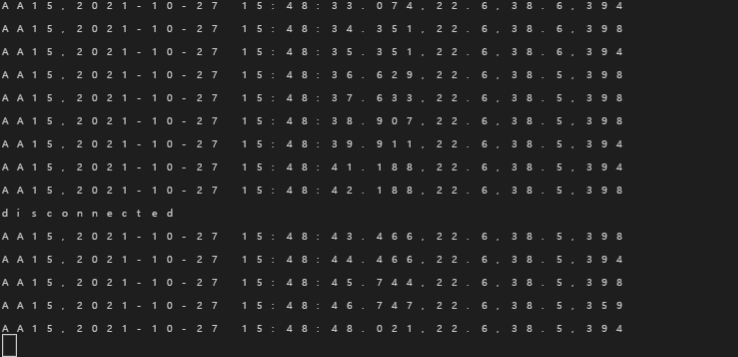 AA15,2021-10-27 15:48:33.074,22.6,38.6,394
AA15,2021-10-27 15:48:34.351,22.6,38.6,398
AA15,2021-10-27 15:48:35.351,22.6,38.6,394
AA15,2021-10-27 15:48:36.629,22.6,38.5,398
AA15,2021-10-27 15:48:37.633,22.6,38.5,398
AA15,2021-10-27 15:48:38.907,22.6,38.5,398
AA15,2021-10-27 15:48:39.911,22.6,38.5,394
AA15,2021-10-27 15:48:41.188,22.6,38.5,394
AA15,2021-10-27 15:48:42.188,22.6,38.5,398
disconnected
AA15,2021-10-27 15:48:43.466,22.6,38.5,398
AA15,2021-10-27 15:48:44.466,22.6,38.5,394
AA15,2021-10-27 15:48:45.744,22.6,38.5,398
AA15,2021-10-27 15:48:46.747,22.6,38.5,359
AA15,2021-10-27 15:48:48.021,22.6,38.5,394